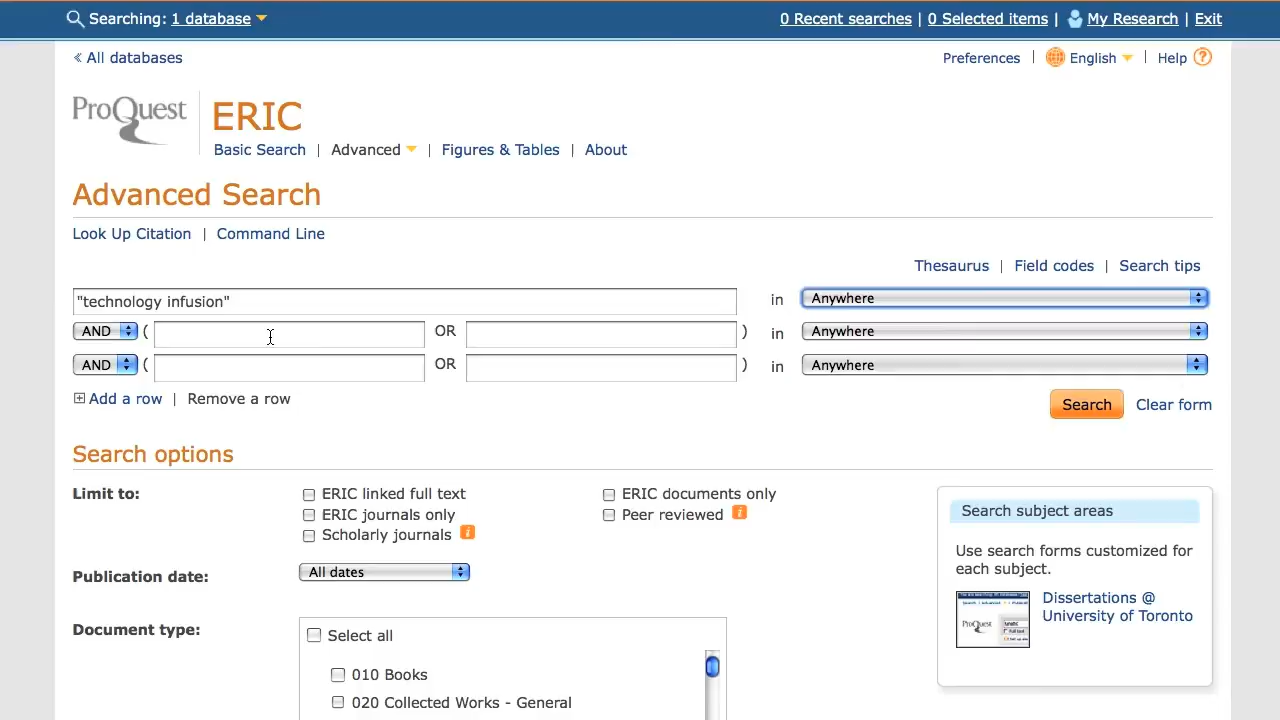 Searching: 1 database
0 Recent searches | 0 Selected items | My Research | Exit
« All databases
Preferences | English | Help ?
ProQuest
ERIC
Basic Search | Advanced | Figures & Tables | About
Advanced Search
Look Up Citation | Command Line
Thesaurus | Field codes | Search tips
"technology infusion" in Anywhere
AND ( OR ) in Anywhere
AND ( OR ) in Anywhere
Add a row | Remove a row
Search Clear form
Search options
Limit to:
ERIC linked full text
ERIC documents only
ERIC journals only
Peer reviewed i
Scholarly journals i
Search subject areas
Use search forms customized for
each subject.
Dissertations @
University of Toronto
ProQuest
Publication date: All dates
Document type:
Select all
010 Books
020 Collected Works - General